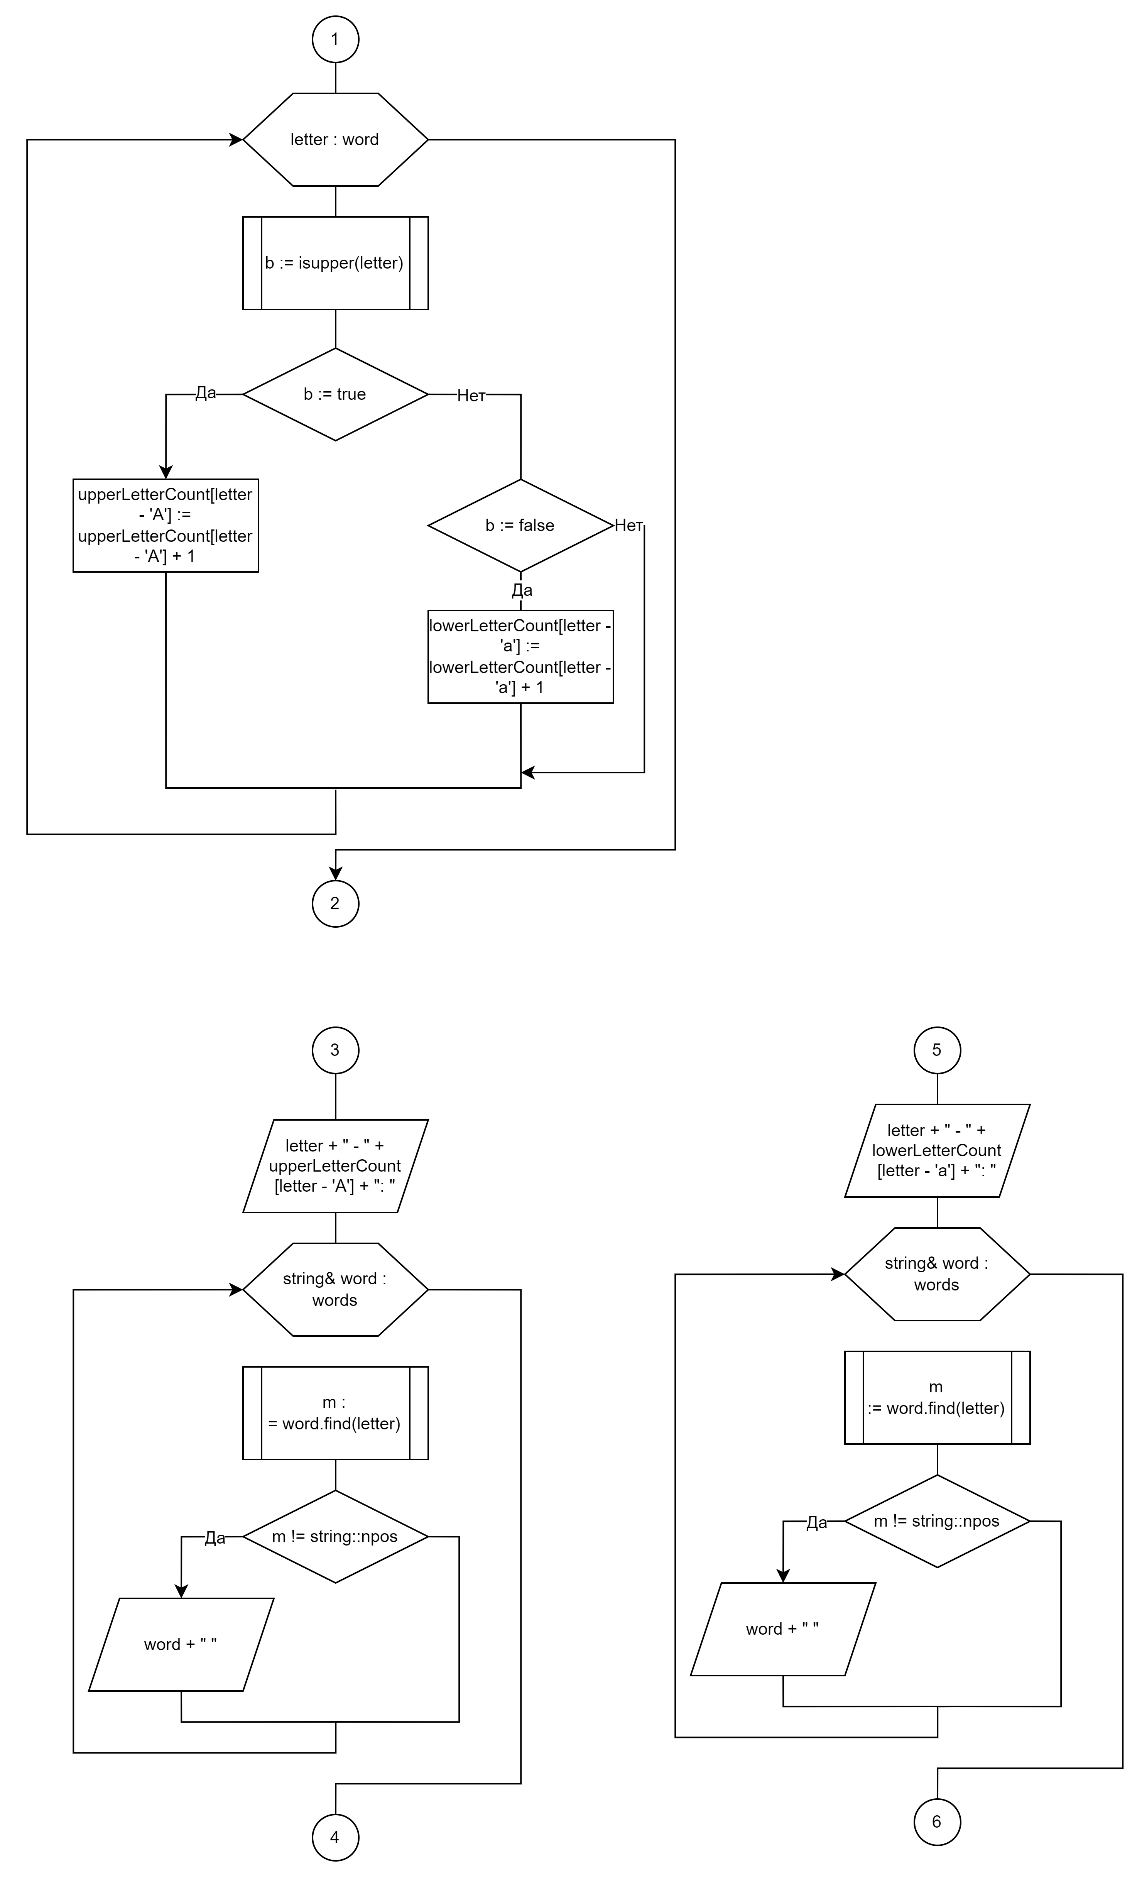 1
letter : word
b := isupper(letter)
Да
b := true
Нет
upperLetterCount[letter
- 'A'] :=
upperLetterCount[letter
- 'A'] + 1
b := false
Нет
Да
lowerLetterCount[letter -
'a'] :=
lowerLetterCount[letter -
'a'] + 1
2
3
letter + " - " +
upperLetterCount
[letter - 'A'] + ": "
string& word :
words
m :
= word.find(letter)
Да
m != string::npos
word + " "
4
5
letter + " - " +
lowerLetterCount
[letter - 'a'] + ": "
string& word :
words
m
:= word.find(letter)
Да
m != string::npos
word + " "
6